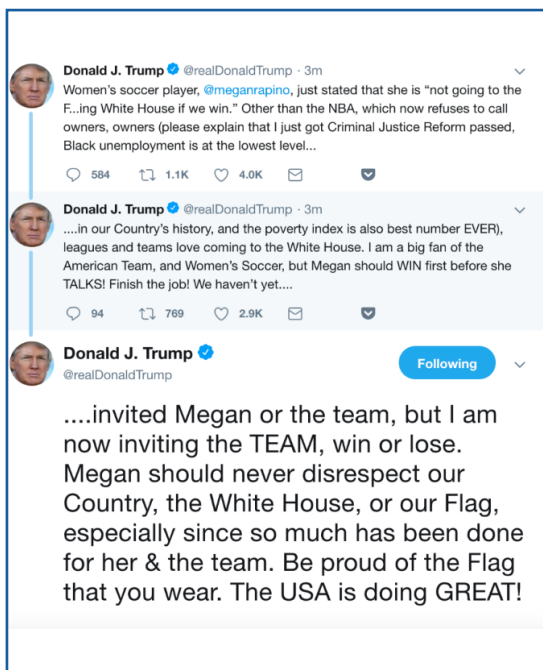 Donald J. Trump @realDonaldTrump · 3m
Women's soccer player, @meganrapino, just stated that she is “not going to the
F...ing White House if we win.” Other than the NBA, which now refuses to call
owners, owners (please explain that I just got Criminal Justice Reform passed,
Black unemployment is at the lowest level...
584 1.1K 4.0K
Donald J. Trump @realDonaldTrump · 3m
....in our Country's history, and the poverty index is also best number EVER),
leagues and teams love coming to the White House. I am a big fan of the
American Team, and Women's Soccer, but Megan should WIN first before she
TALKS! Finish the job! We haven't yet....
94 769 2.9K
Donald J. Trump
Following
@realDonaldTrump
....invited Megan or the team, but I am
now inviting the TEAM, win or lose.
Megan should never disrespect our
Country, the White House, or our Flag,
especially since so much has been done
for her & the team. Be proud of the Flag
that you wear. The USA is doing GREAT!